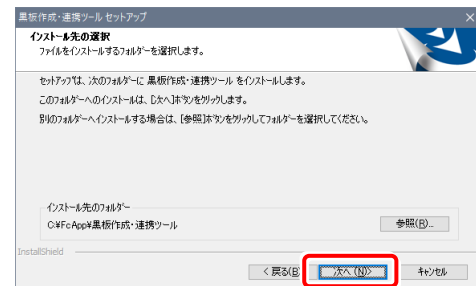 黒板作成・連携ツール セットアップ
インストール先の選択
ファイルをインストールするフォルダーを選択します。
セットアップは、次のフォルダーに 黒板作成・連携ツール をインストールします。
このフォルダーへのインストールは、[次へ]ボタンをクリックします。
別のフォルダーへインストールする場合は、[参照]ボタンをクリックしてフォルダーを選択してください。
インストール先のフォルダー
C:¥FcApp¥黒板作成・連携ツール
参照(R)...
InstallShield
< 戻る(B)
次へ(N)>
キャンセル